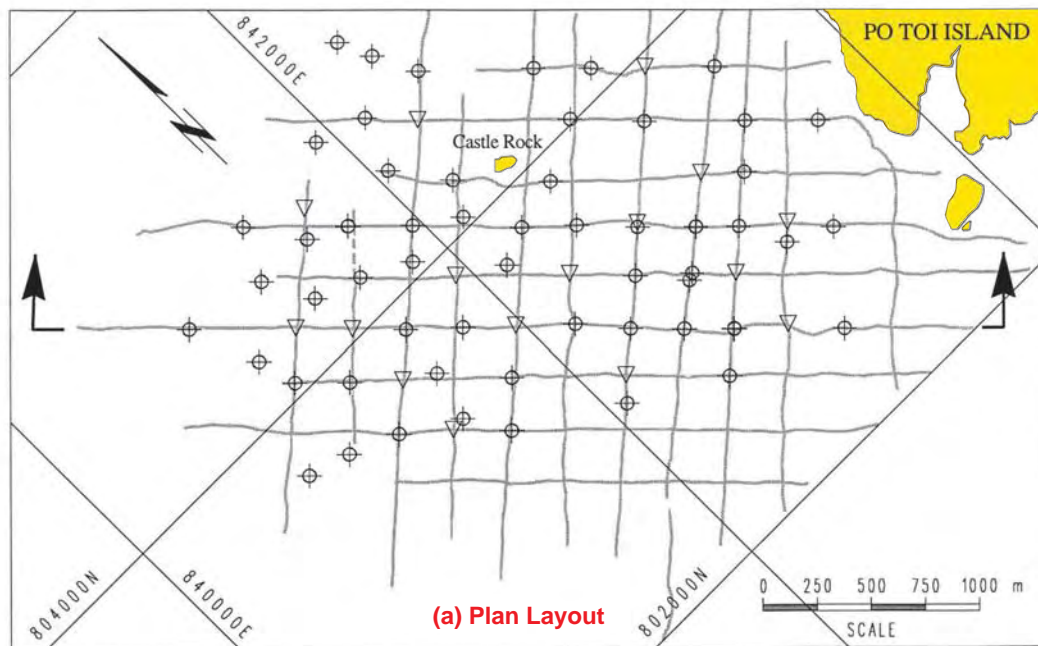 842000E
PO TOI ISLAND
Castle Rock
804000N
840000E
(a) Plan Layout
802000N
0 250 500 750 1000 m
SCALE